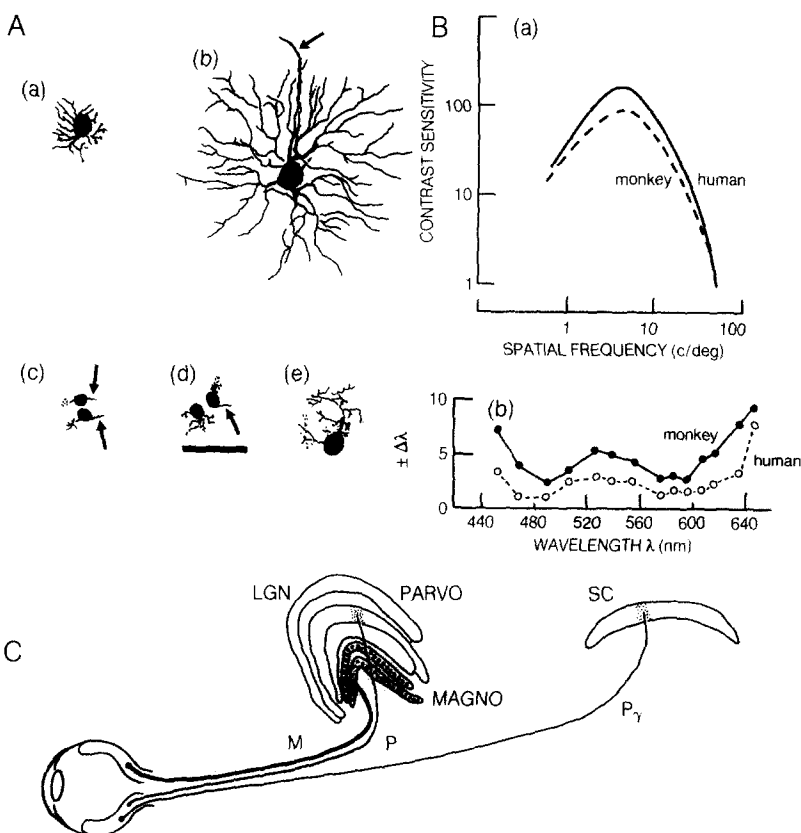 A
(a)
(b)
(c)
(d)
(e)
B
(a)
CONTRAST SENSITIVITY
100
10
1
monkey
human
1
10
100
SPATIAL FREQUENCY (c/deg)
(b)
± Δλ
10
5
0
monkey
human
440 480 520 560 600 640
WAVELENGTH λ (nm)
C
LGN
PARVO
MAGNO
SC
M
P
Pγ